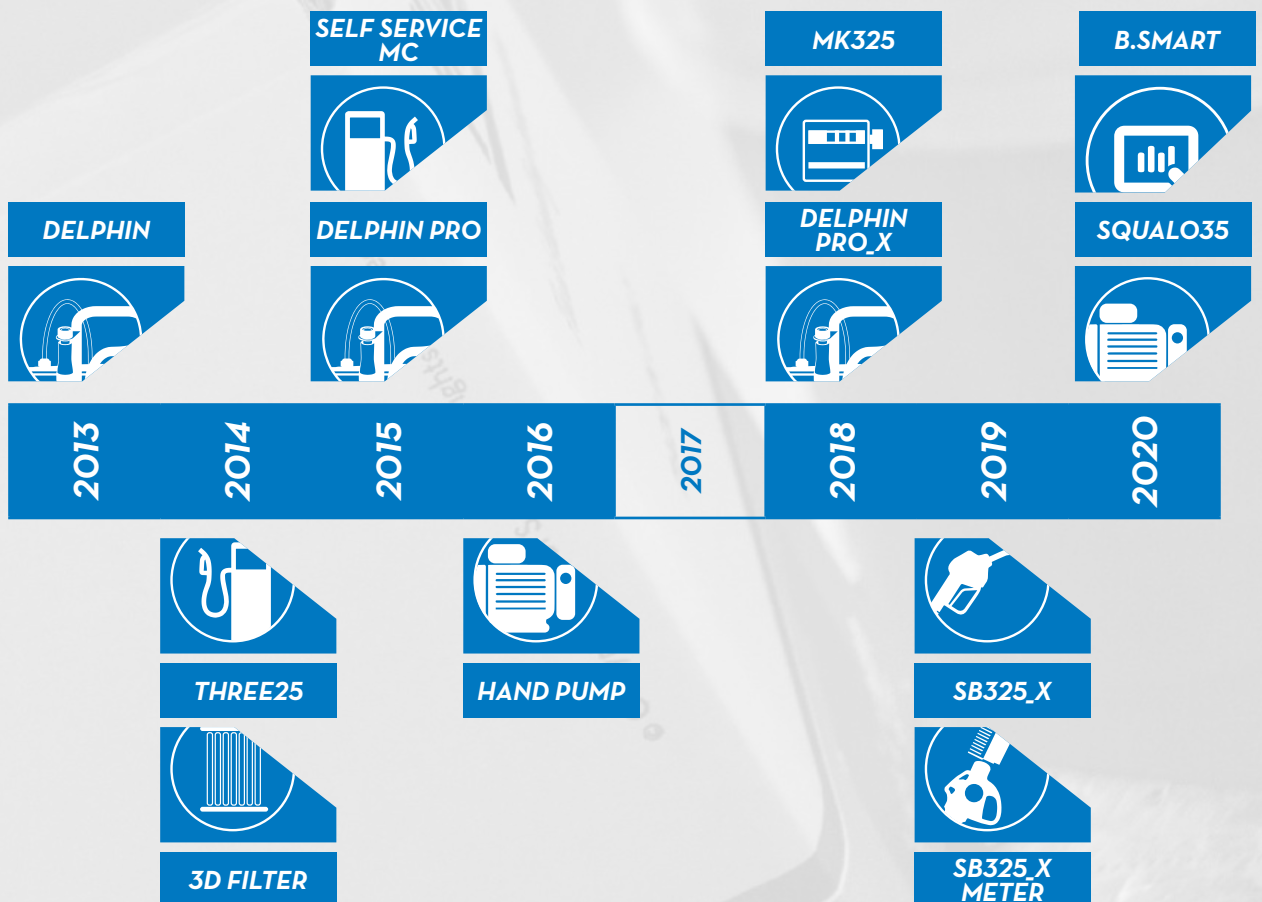 SELF SERVICE
MC
MK325
B.SMART
DELPHIN
DELPHIN PRO
DELPHIN
PRO_X
SQUALO35
2013
2014
2015
2016
2017
2018
2019
2020
THREE25
HAND PUMP
SB325_X
3D FILTER
SB325_X
METER